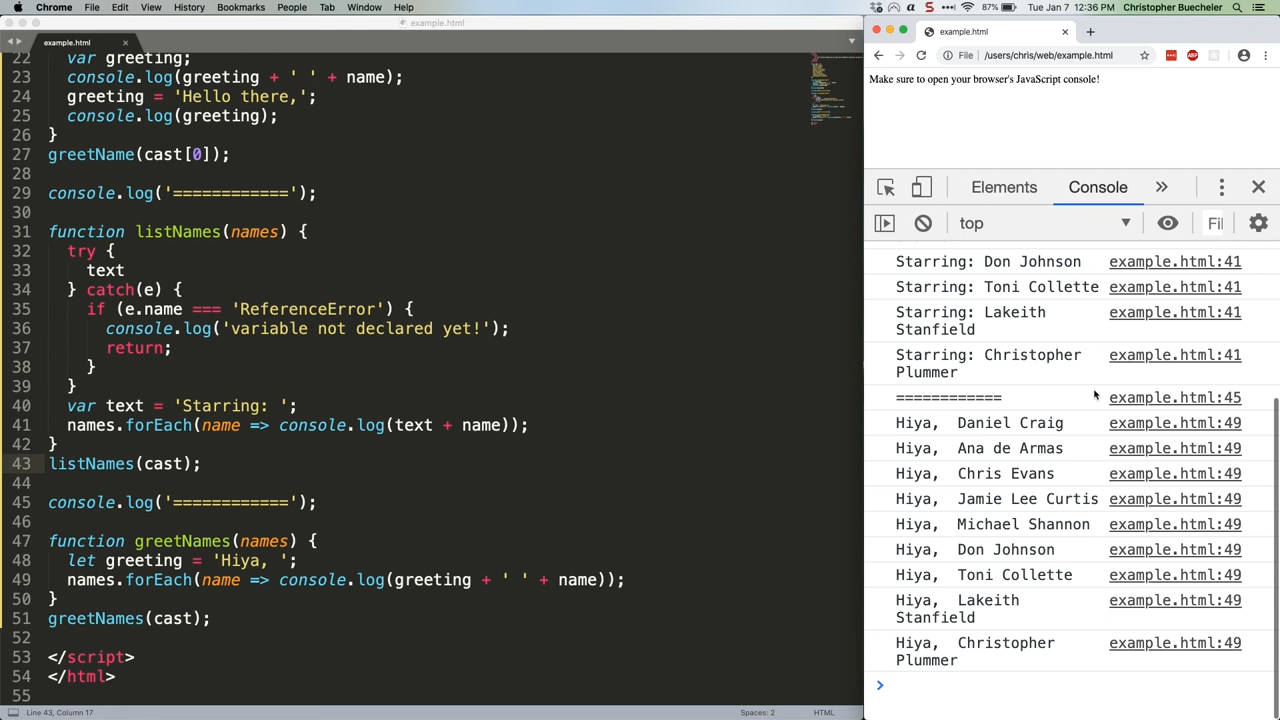 Chrome File Edit View History Bookmarks People Tab Window Help
87% Tue Jan 7 12:36 PM Christopher Buecheler
example.html
example.html ×
22 var greeting;
23 console.log(greeting + ' ' + name);
24 greeting = 'Hello there,';
25 console.log(greeting);
26 }
27 greetName(cast[0]);
28
29 console.log('============');
30
31 function listNames(names) {
32 try {
33 text
34 } catch(e) {
35 if (e.name === 'ReferenceError') {
36 console.log('variable not declared yet!');
37 return;
38 }
39 }
40 var text = 'Starring: ';
41 names.forEach(name => console.log(text + name));
42 }
43 listNames(cast);
44
45 console.log('============');
46
47 function greetNames(names) {
48 let greeting = 'Hiya, ';
49 names.forEach(name => console.log(greeting + ' ' + name));
50 }
51 greetNames(cast);
52
53 </script>
54 </html>
55
Line 43, Column 17 Spaces: 2 HTML
example.html
File /users/chris/web/example.html ABP
Make sure to open your browser's JavaScript console!
Elements Console
top Fil
Starring: Don Johnson example.html:41
Starring: Toni Collette example.html:41
Starring: Lakeith example.html:41
Stanfield
Starring: Christopher example.html:41
Plummer
============ example.html:45
Hiya,  Daniel Craig example.html:49
Hiya,  Ana de Armas example.html:49
Hiya,  Chris Evans example.html:49
Hiya,  Jamie Lee Curtis example.html:49
Hiya,  Michael Shannon example.html:49
Hiya,  Don Johnson example.html:49
Hiya,  Toni Collette example.html:49
Hiya,  Lakeith example.html:49
Stanfield
Hiya,  Christopher example.html:49
Plummer